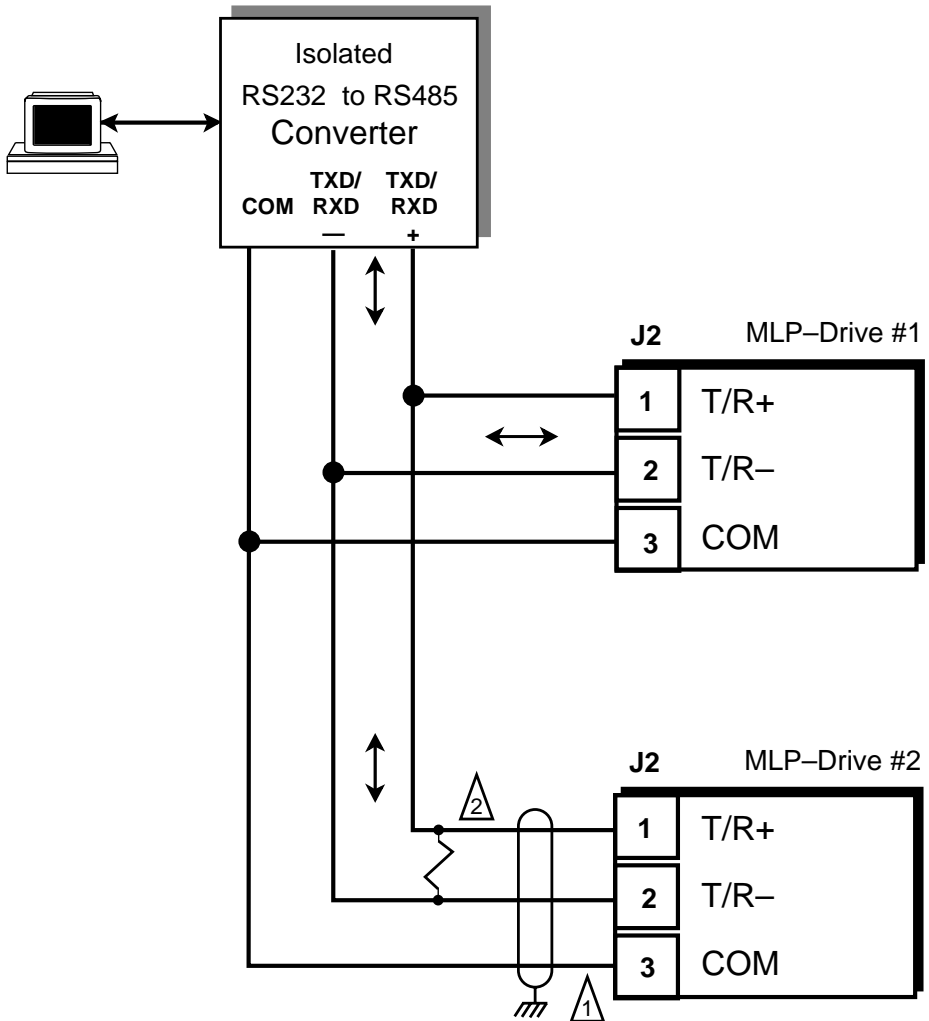 Isolated
RS232 to RS485
Converter
TXD/ TXD/
COM RXD RXD
— +
J2 MLP–Drive #1
1 T/R+
2 T/R–
3 COM
J2 MLP–Drive #2
2
1 T/R+
2 T/R–
3 COM
1